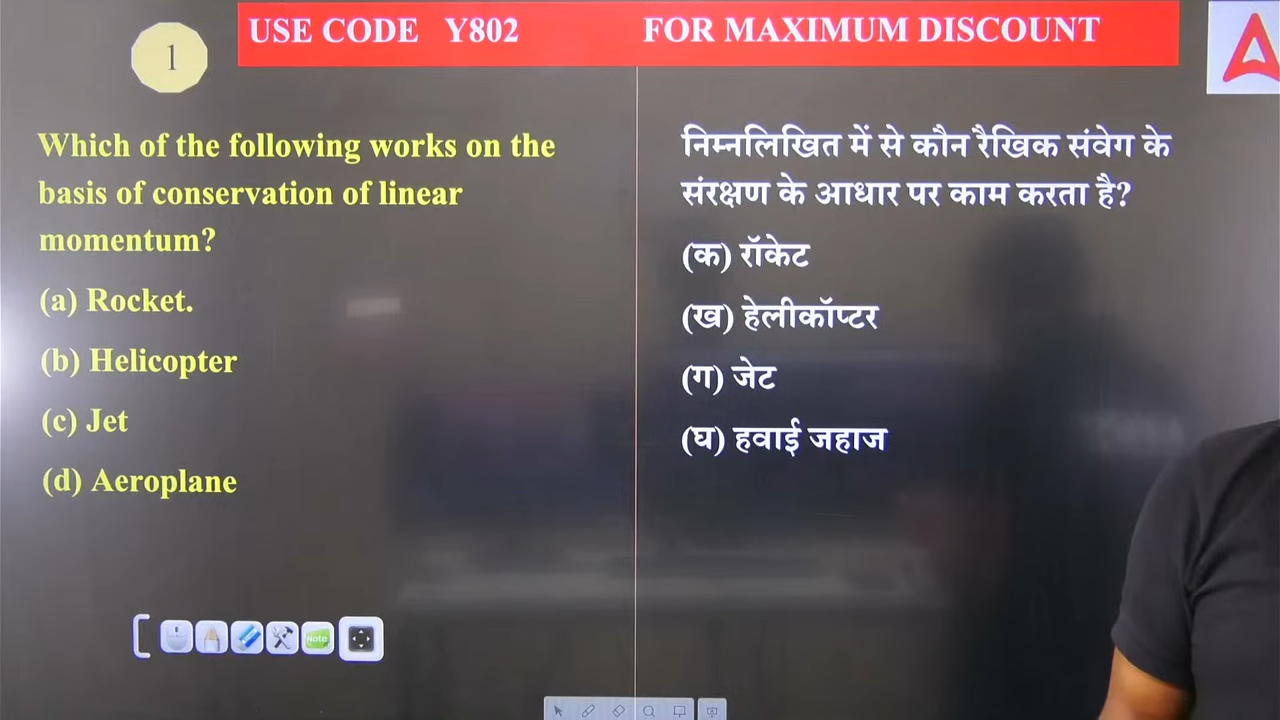 USE CODE Y802 FOR MAXIMUM DISCOUNT
1
Which of the following works on the
basis of conservation of linear
momentum?
(a) Rocket.
(b) Helicopter
(c) Jet
(d) Aeroplane
निम्नलिखित में से कौन रैखिक संवेग के
संरक्षण के आधार पर काम करता है?
(क) रॉकेट
(ख) हेलीकॉप्टर
(ग) जेट
(घ) हवाई जहाज
Note